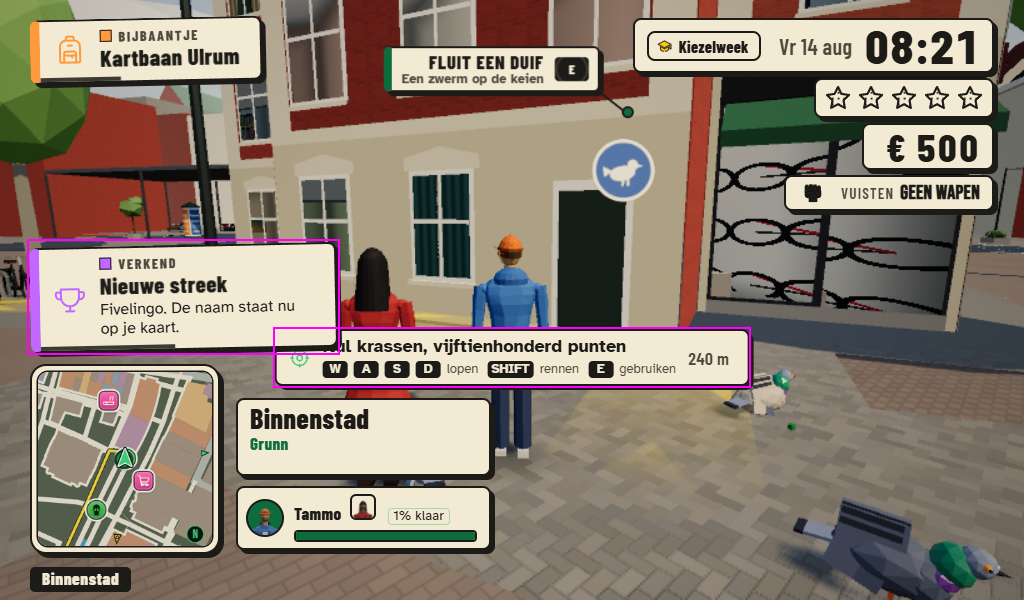 BIJBAANTJE
Kartbaan Ulrum
FLUIT EEN DUIF
Een zwerm op de keien
E
Kiezelweek
Vr 14 aug
08:21
€ 500
VUISTEN GEEN WAPEN
VERKEND
Nieuwe streek
Fivelingo. De naam staat nu
op je kaart.
krassen, vijftienhonderd punten
W A S D lopen SHIFT rennen E gebruiken
240 m
Binnenstad
Grunn
Tammo
1% klaar
N
Binnenstad